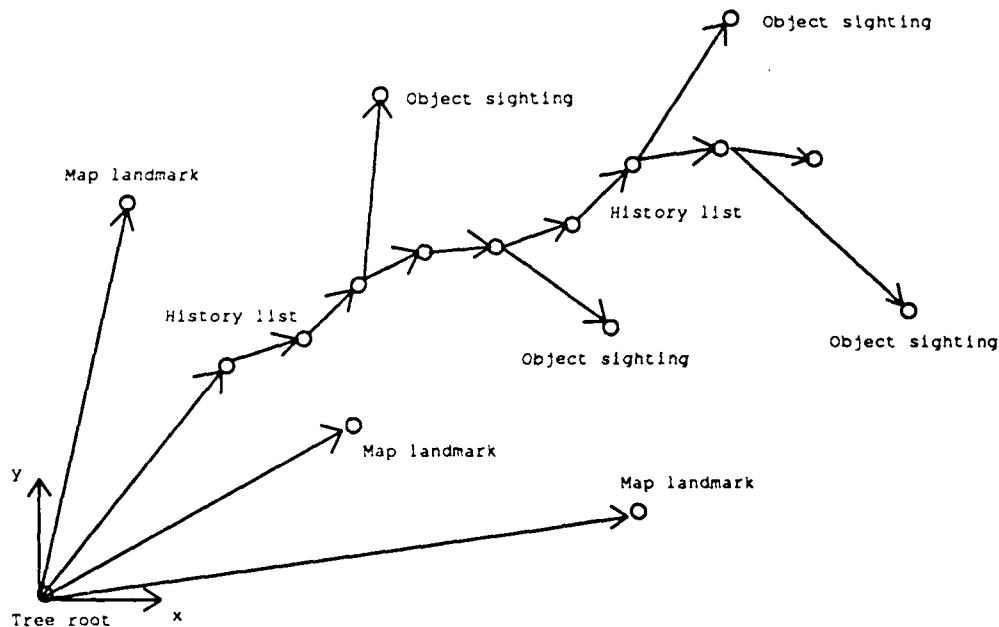 Object sighting
Object sighting
Map landmark
History list
History list
Object sighting
Object sighting
Map landmark
Map landmark
y
x
Tree root